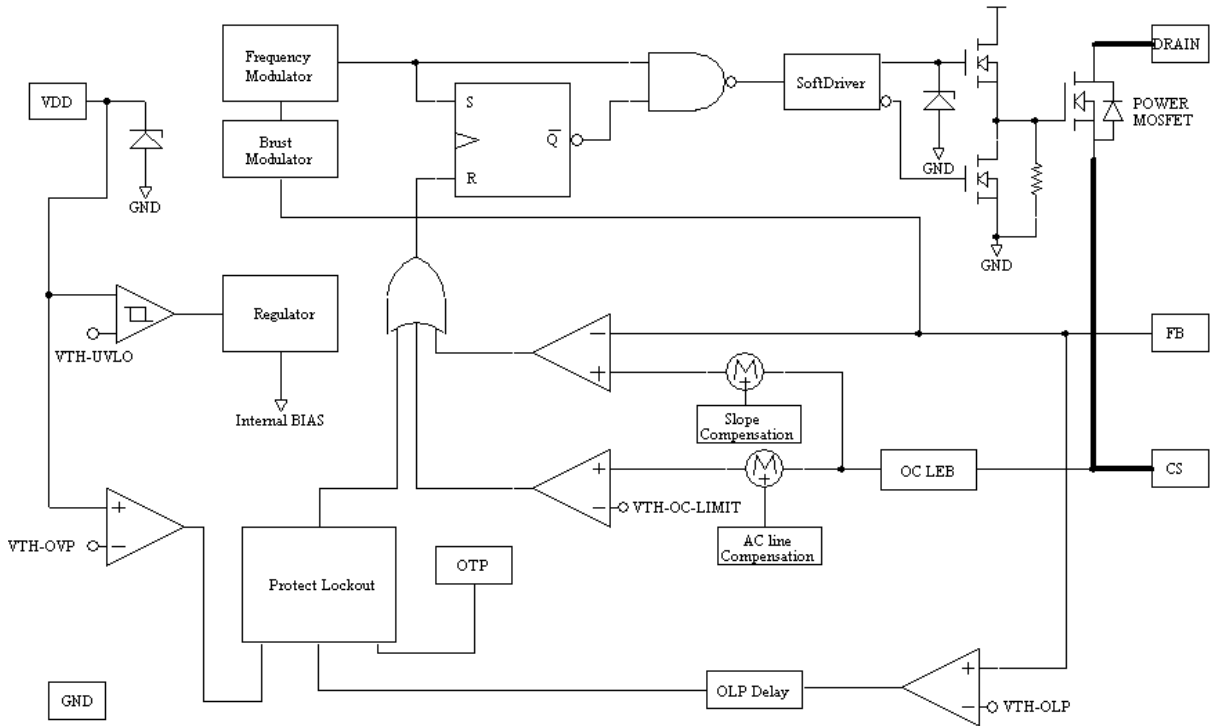 Frequency
Modulator
VDD
GND
Brust
Modulator
S
Q
R
SoftDriver
GND
GND
DRAIN
POWER
MOSFET
VTH-UVLO
Regulator
Internal BIAS
−
+
FB
+
Slope
Compensation
+
−
VTH-OC-LIMIT
+
AC line
Compensation
OC LEB
CS
+
−
VTH-OVP
Protect Lockout
OTP
GND
OLP Delay
+
−
VTH-OLP